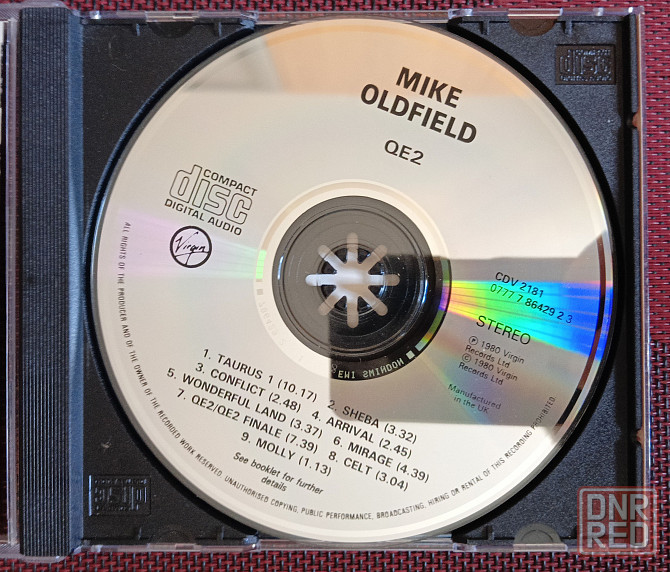 MIKE
OLDFIELD
QE2
COMPACT
disc
DIGITAL AUDIO
Virgin
CDV 2181
0777 7 86429 2 3
STEREO
℗ 1980 Virgin
Records Ltd
© 1980 Virgin
Records Ltd
Manufactured
in the UK
1. TAURUS 1 (10.17) 2. SHEBA (3.32)
3. CONFLICT (2.48) 4. ARRIVAL (2.45)
5. WONDERFUL LAND (3.37) 6. MIRAGE (4.39)
7. QE2/QE2 FINALE (7.39) 8. CELT (3.04)
9. MOLLY (1.13)
See booklet for further
details
ALL RIGHTS OF THE PRODUCER AND OF THE OWNER OF THE RECORDED WORK RESERVED. UNAUTHORISED COPYING, PUBLIC PERFORMANCE, BROADCASTING, HIRING OR RENTAL OF THIS RECORDING PROHIBITED.
EMI SWINDON
COMPACT
disc
DNR
RED